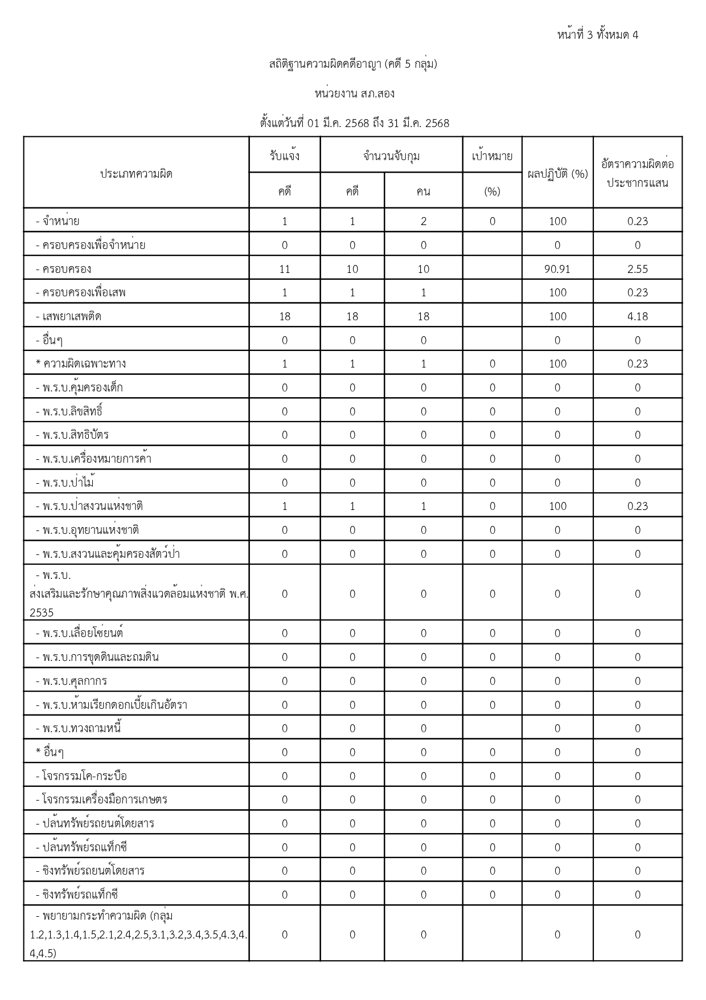 หน้าที่ 3 ทั้งหมด 4
สถิติฐานความผิดคดีอาญา (คดี 5 กลุ่ม)
หน่วยงาน สภ.สอง
ตั้งแต่วันที่ 01 มี.ค. 2568 ถึง 31 มี.ค. 2568
ประเภทความผิด รับแจ้ง จำนวนจับกุม เป้าหมาย ผลปฏิบัติ (%) อัตราความผิดต่อ
ประชากรแสน
คดี คดี คน (%)
- จำหน่าย 1 1 2 0 100 0.23
- ครอบครองเพื่อจำหน่าย 0 0 0 0 0
- ครอบครอง 11 10 10 90.91 2.55
- ครอบครองเพื่อเสพ 1 1 1 100 0.23
- เสพยาเสพติด 18 18 18 100 4.18
- อื่นๆ 0 0 0 0 0
* ความผิดเฉพาะทาง 1 1 1 0 100 0.23
- พ.ร.บ.คุ้มครองเด็ก 0 0 0 0 0 0
- พ.ร.บ.ลิขสิทธิ์ 0 0 0 0 0 0
- พ.ร.บ.สิทธิบัตร 0 0 0 0 0 0
- พ.ร.บ.เครื่องหมายการค้า 0 0 0 0 0 0
- พ.ร.บ.ป่าไม้ 0 0 0 0 0 0
- พ.ร.บ.ป่าสงวนแห่งชาติ 1 1 1 0 100 0.23
- พ.ร.บ.อุทยานแห่งชาติ 0 0 0 0 0 0
- พ.ร.บ.สงวนและคุ้มครองสัตว์ป่า 0 0 0 0 0 0
- พ.ร.บ.
ส่งเสริมและรักษาคุณภาพสิ่งแวดล้อมแห่งชาติ พ.ศ. 0 0 0 0 0 0
2535
- พ.ร.บ.เลื่อยโซ่ยนต์ 0 0 0 0 0 0
- พ.ร.บ.การขุดดินและถมดิน 0 0 0 0 0 0
- พ.ร.บ.ศุลกากร 0 0 0 0 0 0
- พ.ร.บ.ห้ามเรียกดอกเบี้ยเกินอัตรา 0 0 0 0 0 0
- พ.ร.บ.ทวงถามหนี้ 0 0 0 0 0
* อื่นๆ 0 0 0 0 0 0
- โจรกรรมโค-กระบือ 0 0 0 0 0 0
- โจรกรรมเครื่องมือการเกษตร 0 0 0 0 0 0
- ปล้นทรัพย์รถยนต์โดยสาร 0 0 0 0 0 0
- ปล้นทรัพย์รถแท็กซี 0 0 0 0 0 0
- ชิงทรัพย์รถยนต์โดยสาร 0 0 0 0 0 0
- ชิงทรัพย์รถแท็กซี 0 0 0 0 0 0
- พยายามกระทำความผิด (กลุ่ม
1.2,1.3,1.4,1.5,2.1,2.4,2.5,3.1,3.2,3.4,3.5,4.3,4. 0 0 0 0 0
4,4.5)